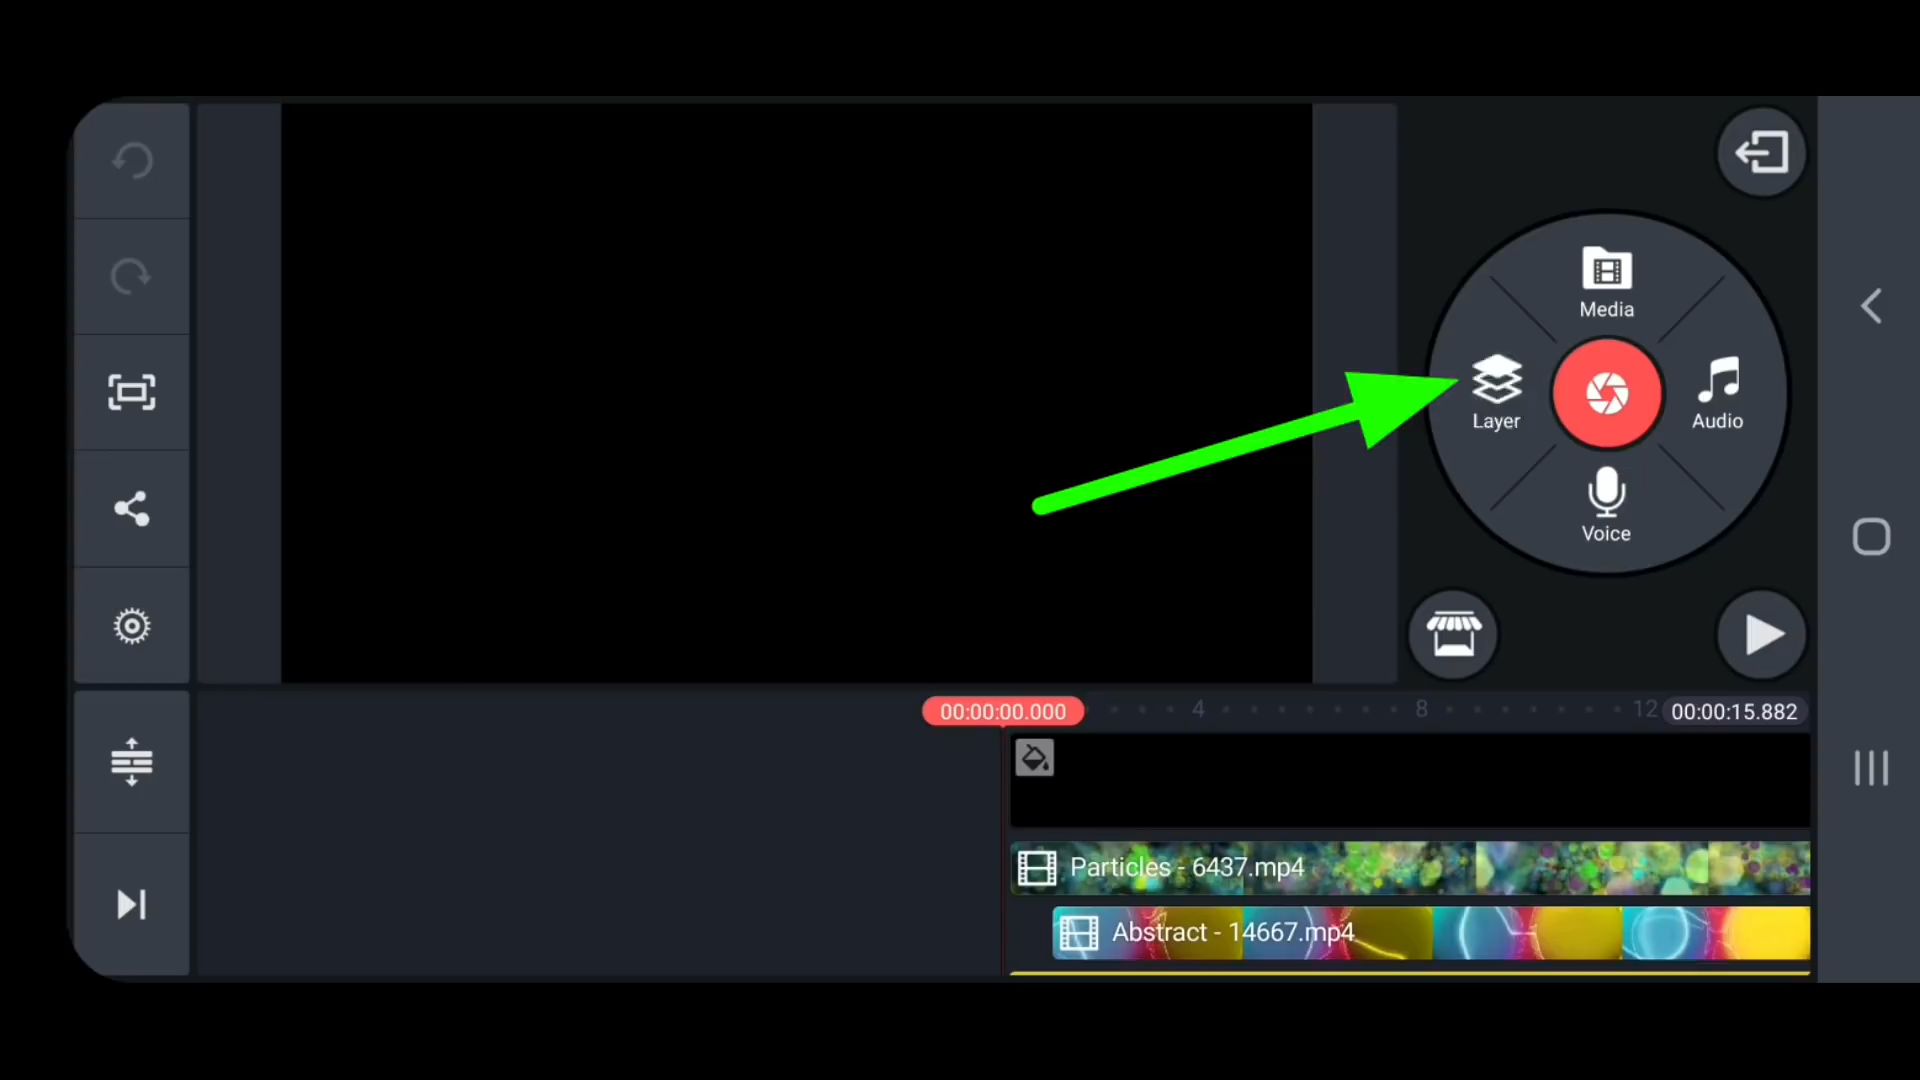 Media
Layer
Audio
Voice
00:00:00.000
4
8
12
00:00:15.882
Particles - 6437.mp4
Abstract - 14667.mp4